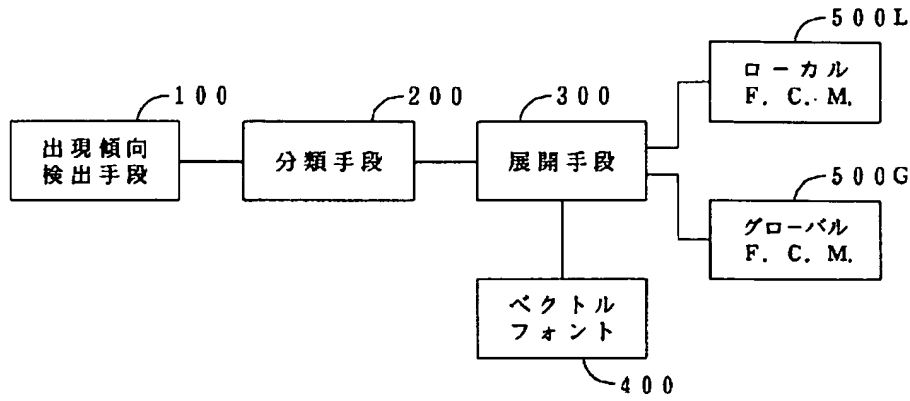 500L
ローカル
F. C. M.
100
200
300
出現傾向
検出手段
分類手段
展開手段
500G
グローバル
F. C. M.
ベクトル
フォント
400